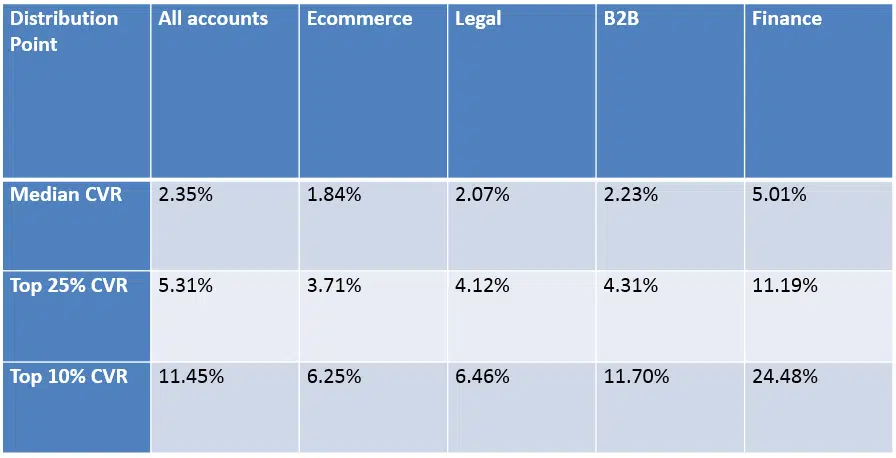 Distribution Point All accounts Ecommerce Legal B2B Finance
Median CVR 2.35% 1.84% 2.07% 2.23% 5.01%
Top 25% CVR 5.31% 3.71% 4.12% 4.31% 11.19%
Top 10% CVR 11.45% 6.25% 6.46% 11.70% 24.48%